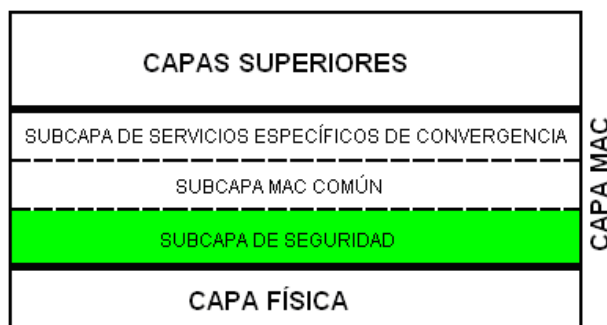 CAPAS SUPERIORES
SUBCAPA DE SERVICIOS ESPECÍFICOS DE CONVERGENCIA
SUBCAPA MAC COMÚN
SUBCAPA DE SEGURIDAD
CAPA FÍSICA
CAPA MAC